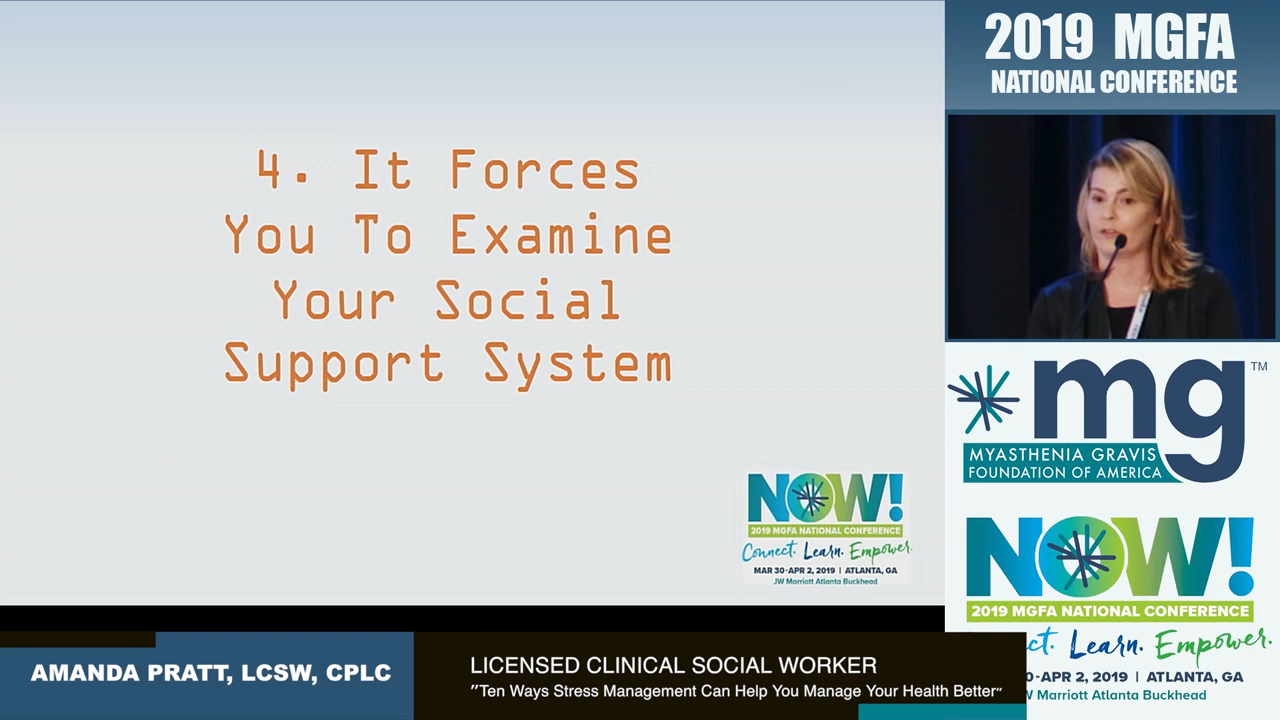 4. It Forces
You To Examine
Your Social
Support System
NOW!
2019 MGFA NATIONAL CONFERENCE
Connect. Learn. Empower.
MAR 30-APR 2, 2019 | ATLANTA, GA
JW Marriott Atlanta Buckhead
2019 MGFA
NATIONAL CONFERENCE
mg™
MYASTHENIA GRAVIS
FOUNDATION OF AMERICA
NOW!
2019 MGFA NATIONAL CONFERENCE
ct. Learn. Empower.
0-APR 2, 2019 | ATLANTA, GA
W Marriott Atlanta Buckhead
AMANDA PRATT, LCSW, CPLC
LICENSED CLINICAL SOCIAL WORKER
"Ten Ways Stress Management Can Help You Manage Your Health Better"